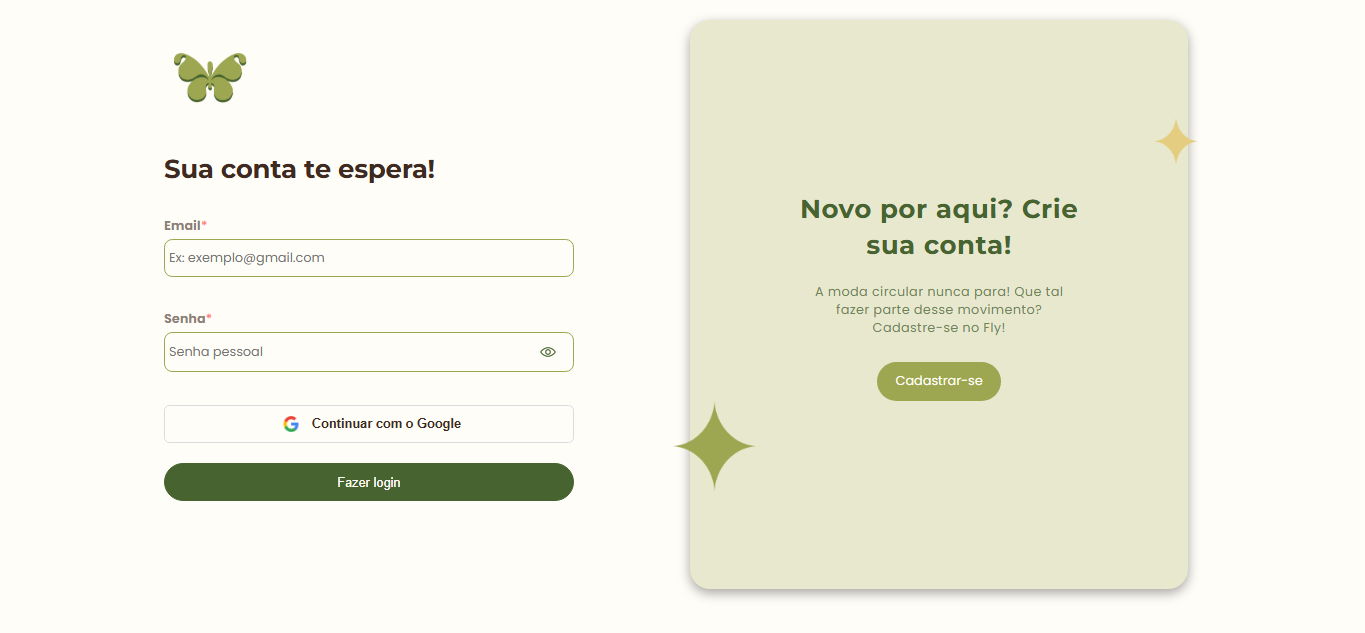 Sua conta te espera!
Email*
Ex: exemplo@gmail.com
Senha*
Senha pessoal
Continuar com o Google
Fazer login
Novo por aqui? Crie
sua conta!
A moda circular nunca para! Que tal
fazer parte desse movimento?
Cadastre-se no Fly!
Cadastrar-se